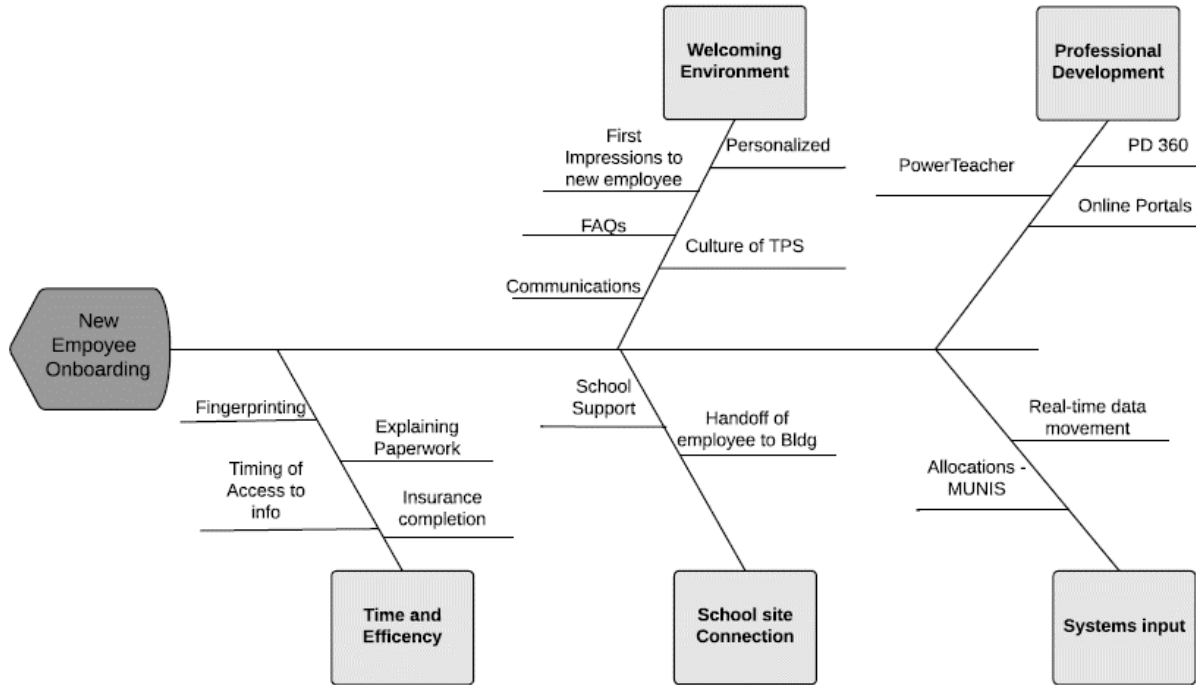 Welcoming
Environment
Professional
Development
First
Impressions to
new employee
Personalized
FAQs
Culture of TPS
Communications
PowerTeacher
PD 360
Online Portals
New
Empoyee
Onboarding
Fingerprinting
Explaining
Paperwork
Timing of
Access to
info
Insurance
completion
School
Support
Handoff of
employee to Bldg
Real-time data
movement
Allocations -
MUNIS
Time and
Efficency
School site
Connection
Systems input